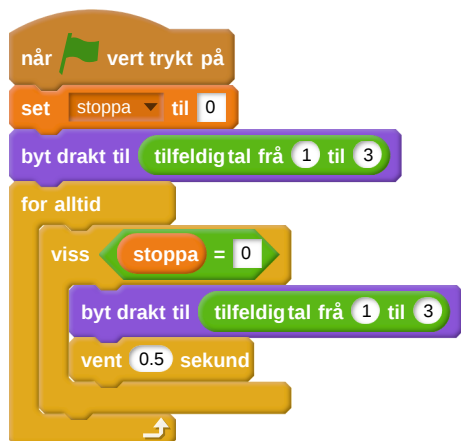 når vert trykt på
set stoppa til 0
byt drakt til tilfeldig tal frå 1 til 3
for alltid
viss stoppa = 0
byt drakt til tilfeldig tal frå 1 til 3
vent 0.5 sekund